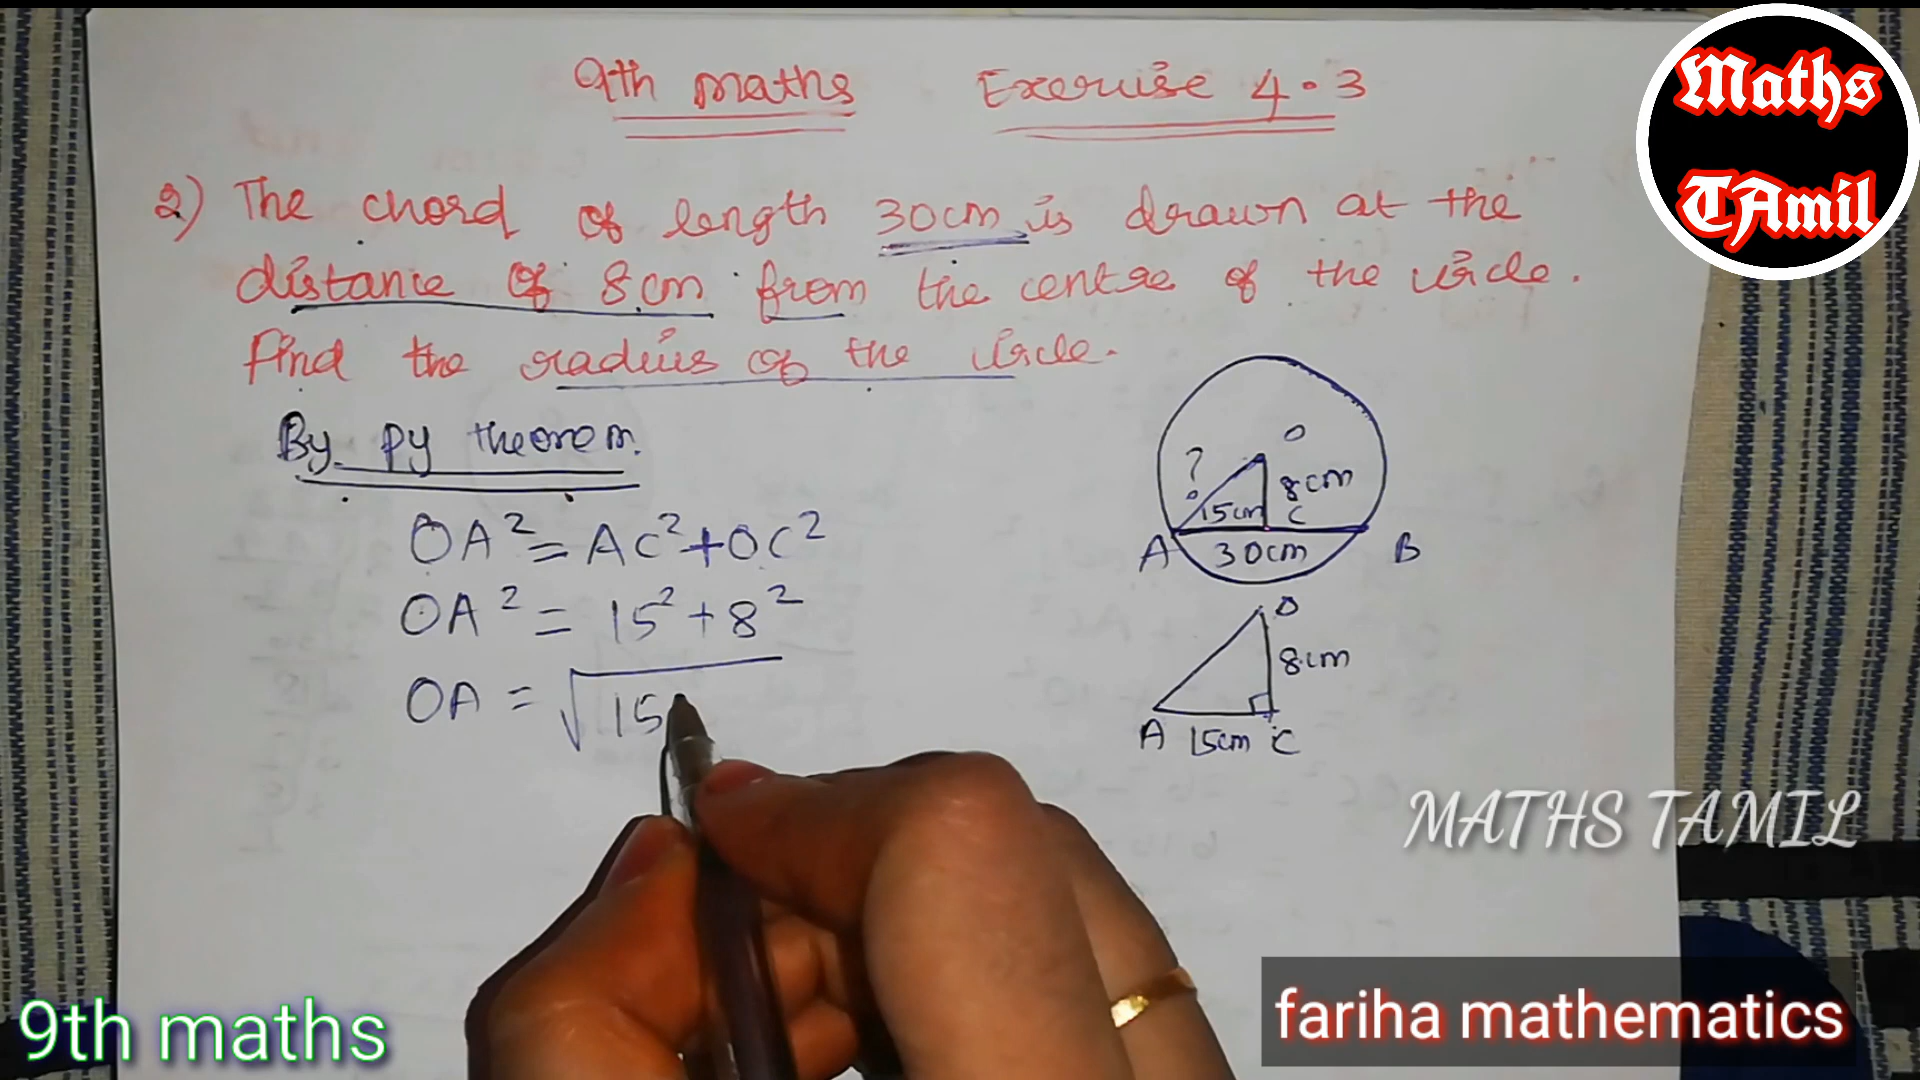 9th maths Exercise 4.3
Maths
TAmil
2) The chord of length 30cm is drawn at the
distance of 8cm from the centre of the circle.
Find the radius of the circle.
By py theorem.
OA² = AC² + OC²
OA² = 15² + 8²
OA = √15
O
?
8cm
15cm C
A 30cm B
O
8cm
A 15cm C
MATHS TAMIL
fariha mathematics
9th maths